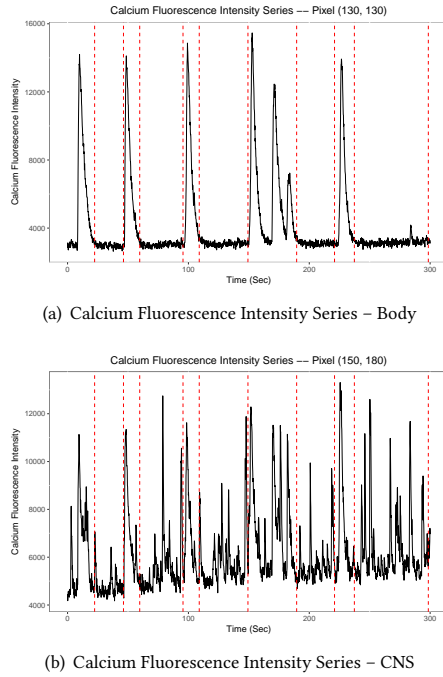 Calcium Fluorescence Intensity Series −− Pixel (130, 130)
16000
12000
8000
4000
Calcium Fluorescence Intensity
0
100
200
300
Time (Sec)
(a) Calcium Fluorescence Intensity Series – Body
Calcium Fluorescence Intensity Series −− Pixel (150, 180)
12000
10000
8000
6000
4000
Calcium Fluorescence Intensity
0
100
200
300
Time (Sec)
(b) Calcium Fluorescence Intensity Series – CNS